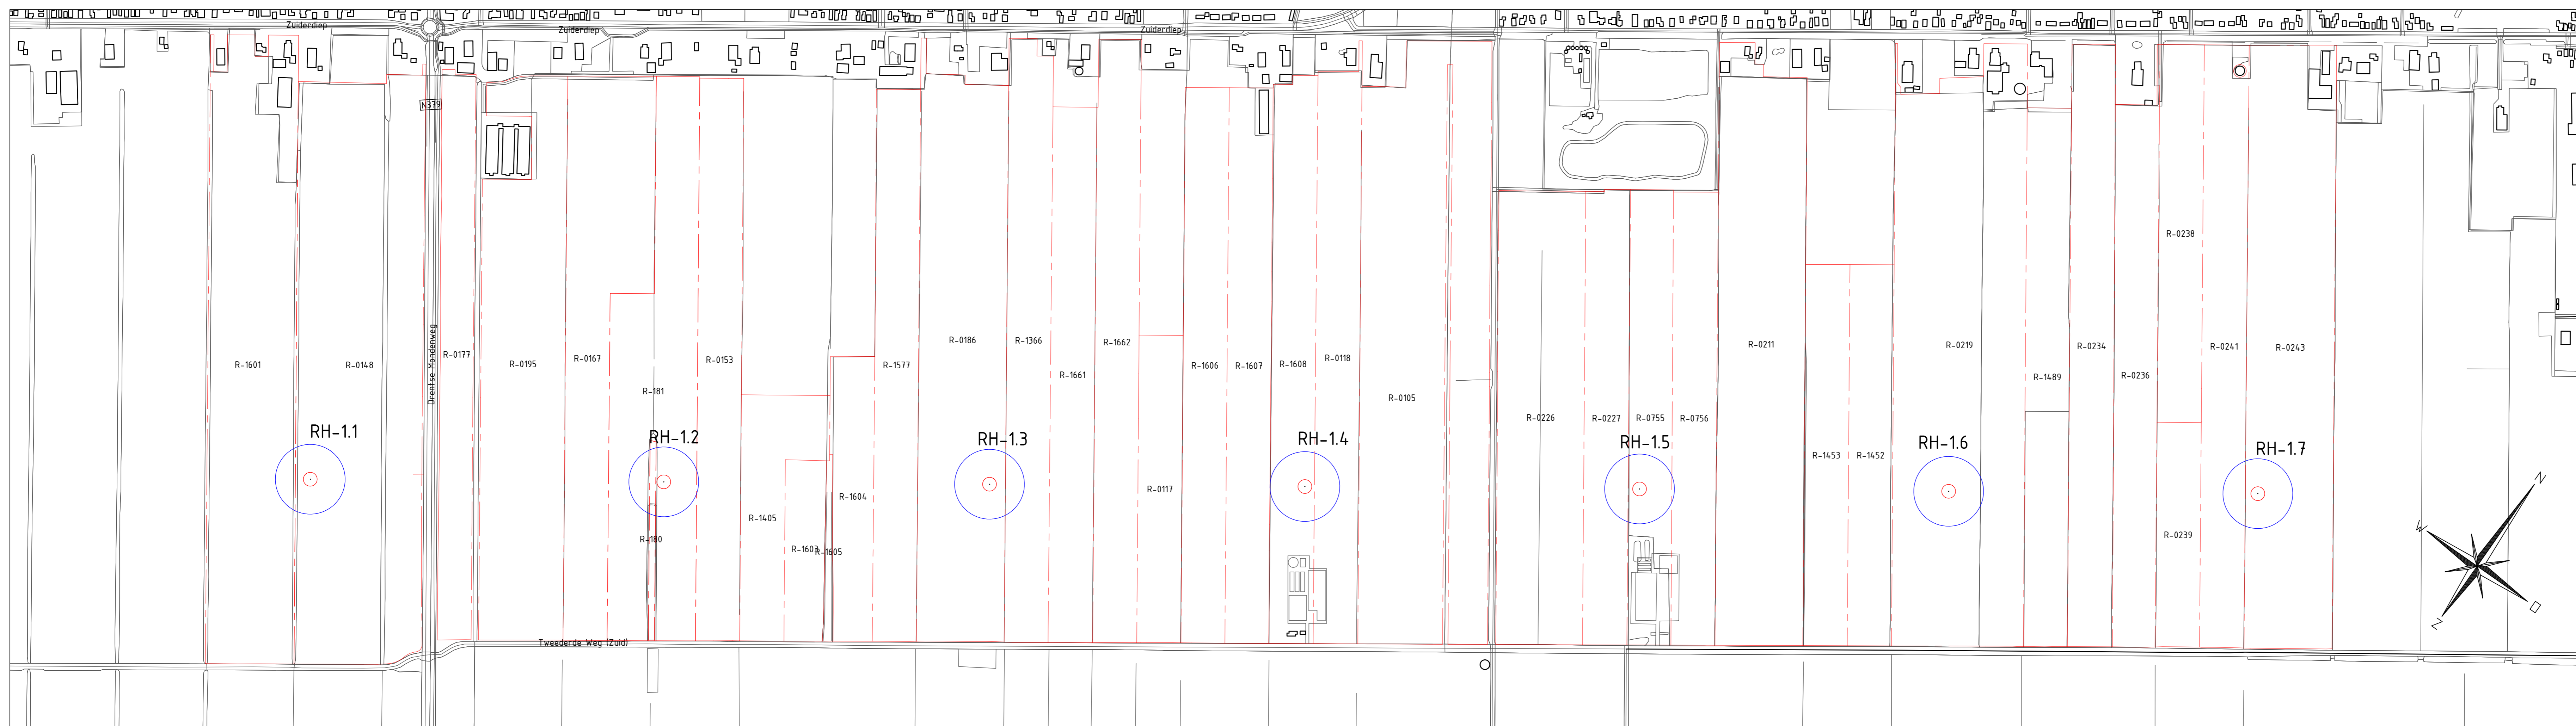 Zuiderdiep
Zuiderdiep
Zuiderdiep
N379
Drentse Mondenweg
R-0238
R-1601
R-0148
R-0177
R-0195
R-0167
R-181
R-0153
R-1577
R-0186
R-1366
R-1661
R-1662
R-1606
R-1607
R-1608
R-0118
R-0105
R-0226
R-0227
R-0755
R-0756
R-0211
R-0219
R-1489
R-0234
R-0236
R-0241
R-0243
RH-1.1
RH-1.2
RH-1.3
RH-1.4
RH-1.5
RH-1.6
RH-1.7
R-1453
R-1452
R-0117
R-1604
R-1405
R-180
R-1603
R-1605
R-0239
N
W
O
Z
Tweederde Weg (Zuid)